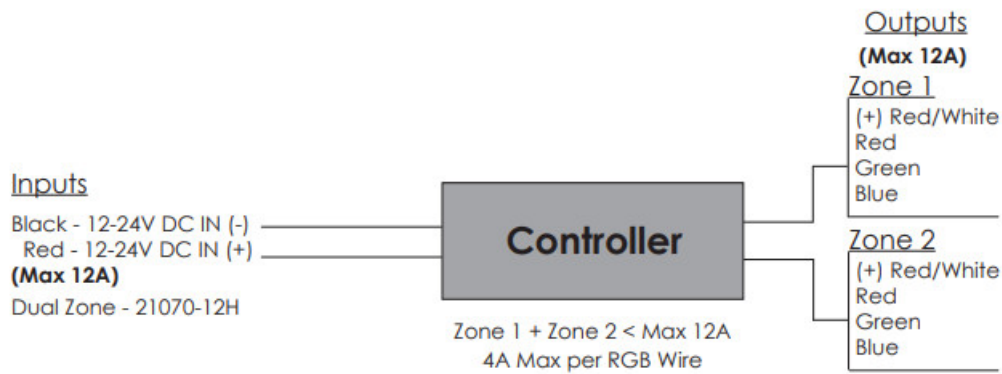 Inputs
Black - 12-24V DC IN (-)
Red - 12-24V DC IN (+)
(Max 12A)
Dual Zone - 21070-12H
Controller
Zone 1 + Zone 2 < Max 12A
4A Max per RGB Wire
Outputs
(Max 12A)
Zone 1
(+) Red/White
Red
Green
Blue
Zone 2
(+) Red/White
Red
Green
Blue